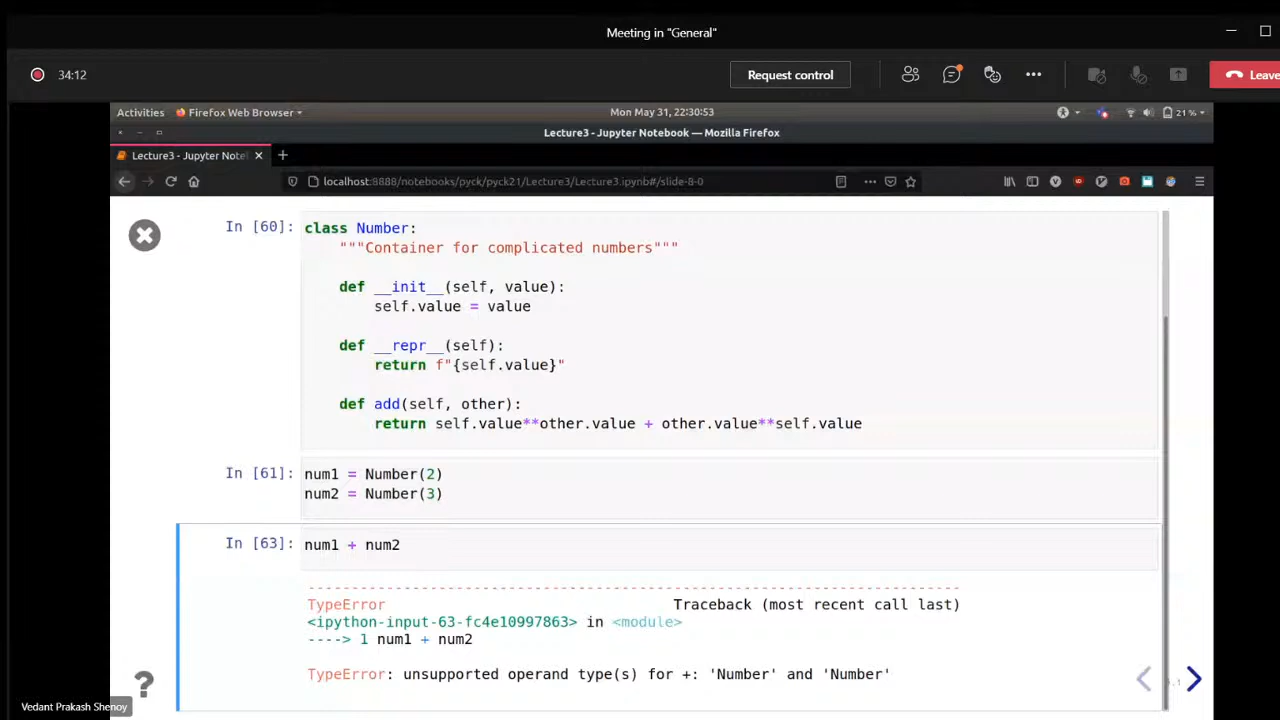 Meeting in "General"
34:12
Request control
Leave
Activities Firefox Web Browser Mon May 31, 22:30:53 21 %
Lecture3 - Jupyter Notebook — Mozilla Firefox
Lecture3 - Jupyter Note
localhost:8888/notebooks/pyck/pyck21/Lecture3/Lecture3.ipynb#/slide-8-0
In [60]: class Number:
"""Container for complicated numbers"""
def __init__(self, value):
self.value = value
def __repr__(self):
return f"{self.value}"
def add(self, other):
return self.value**other.value + other.value**self.value
In [61]: num1 = Number(2)
num2 = Number(3)
In [63]: num1 + num2
---------------------------------------------------------------------------
TypeError Traceback (most recent call last)
<ipython-input-63-fc4e10997863> in <module>
----> 1 num1 + num2
TypeError: unsupported operand type(s) for +: 'Number' and 'Number'
?
Vedant Prakash Shenoy